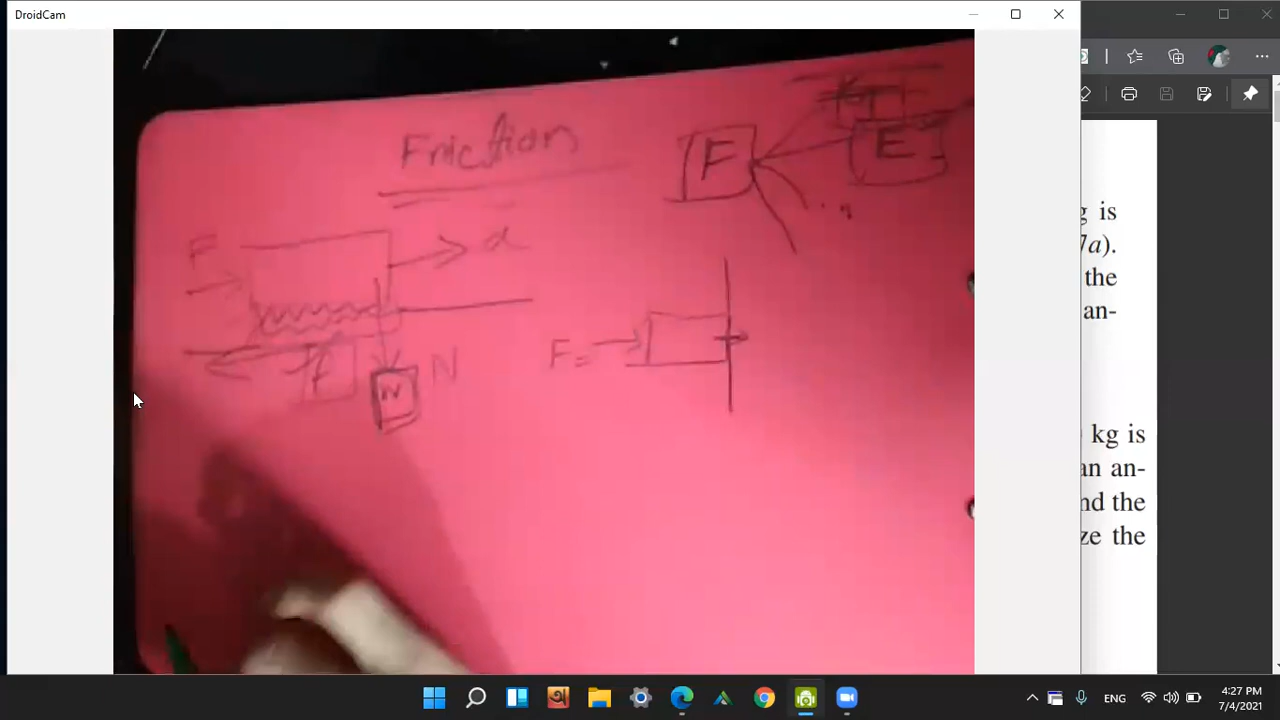 DroidCam
Friction
F
E
F
N
F
f
N
g is
7a).
the
an-
kg is
an an-
nd the
ze the
ENG
4:27 PM
7/4/2021